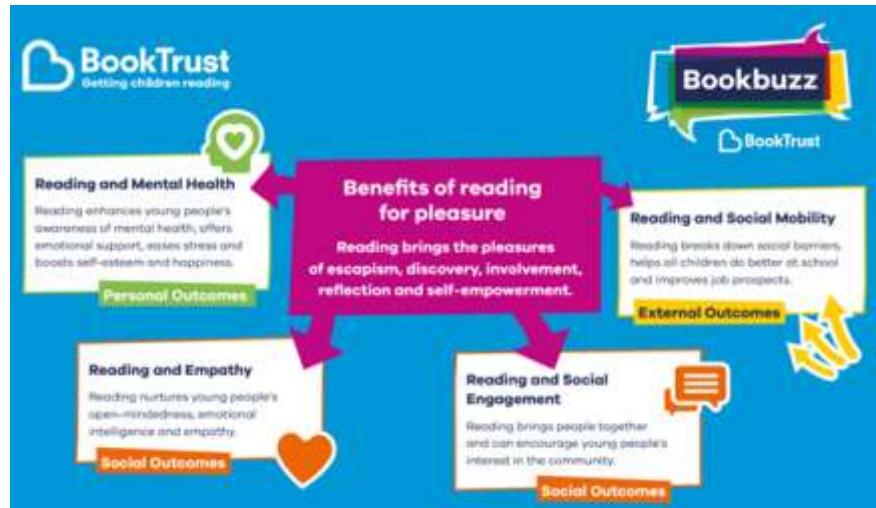 BookTrust
Getting children reading
Bookbuzz
BookTrust
Reading and Mental Health
Reading enhances young people's
awareness of mental health, offers
emotional support, eases stress and
boosts self-esteem and happiness.
Personal Outcomes
Benefits of reading
for pleasure
Reading brings the pleasures
of escapism, discovery, involvement,
reflection and self-empowerment.
Reading and Social Mobility
Reading breaks down social barriers,
helps all children do better at school
and improves job prospects.
External Outcomes
Reading and Empathy
Reading nurtures young people's
open-mindedness, emotional
intelligence and empathy.
Social Outcomes
Reading and Social
Engagement
Reading brings people together
and can encourage young people's
interest in the community.
Social Outcomes